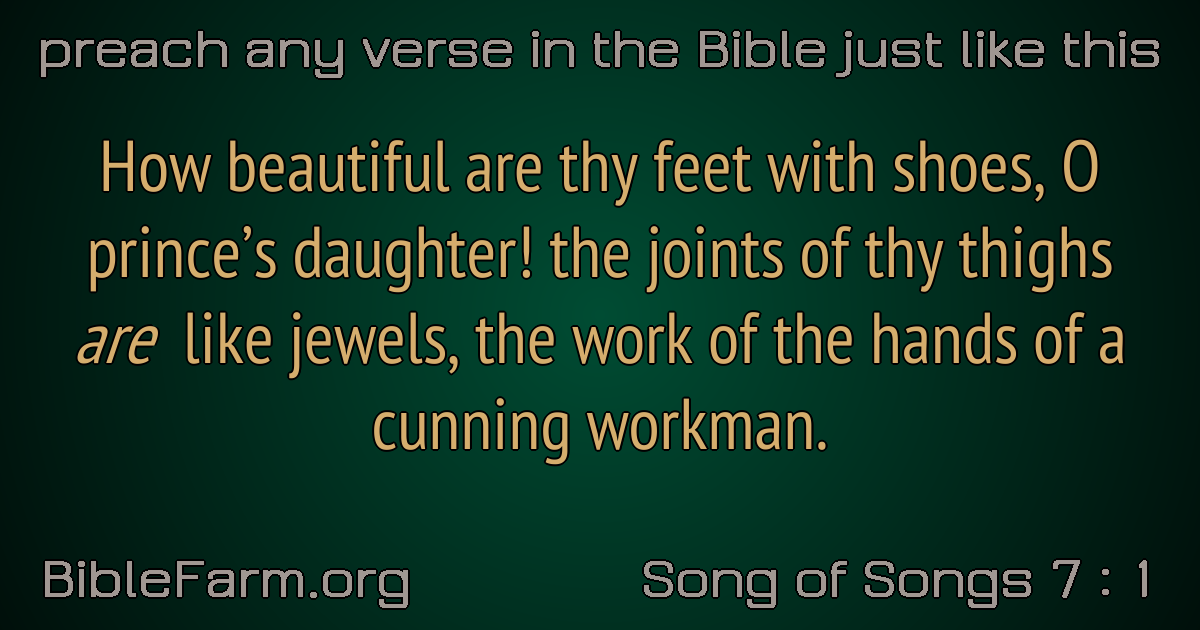 preach any verse in the Bible just like this
How beautiful are thy feet with shoes, O
prince’s daughter! the joints of thy thighs
are like jewels, the work of the hands of a
cunning workman.
BibleFarm.org
Song of Songs 7 : 1